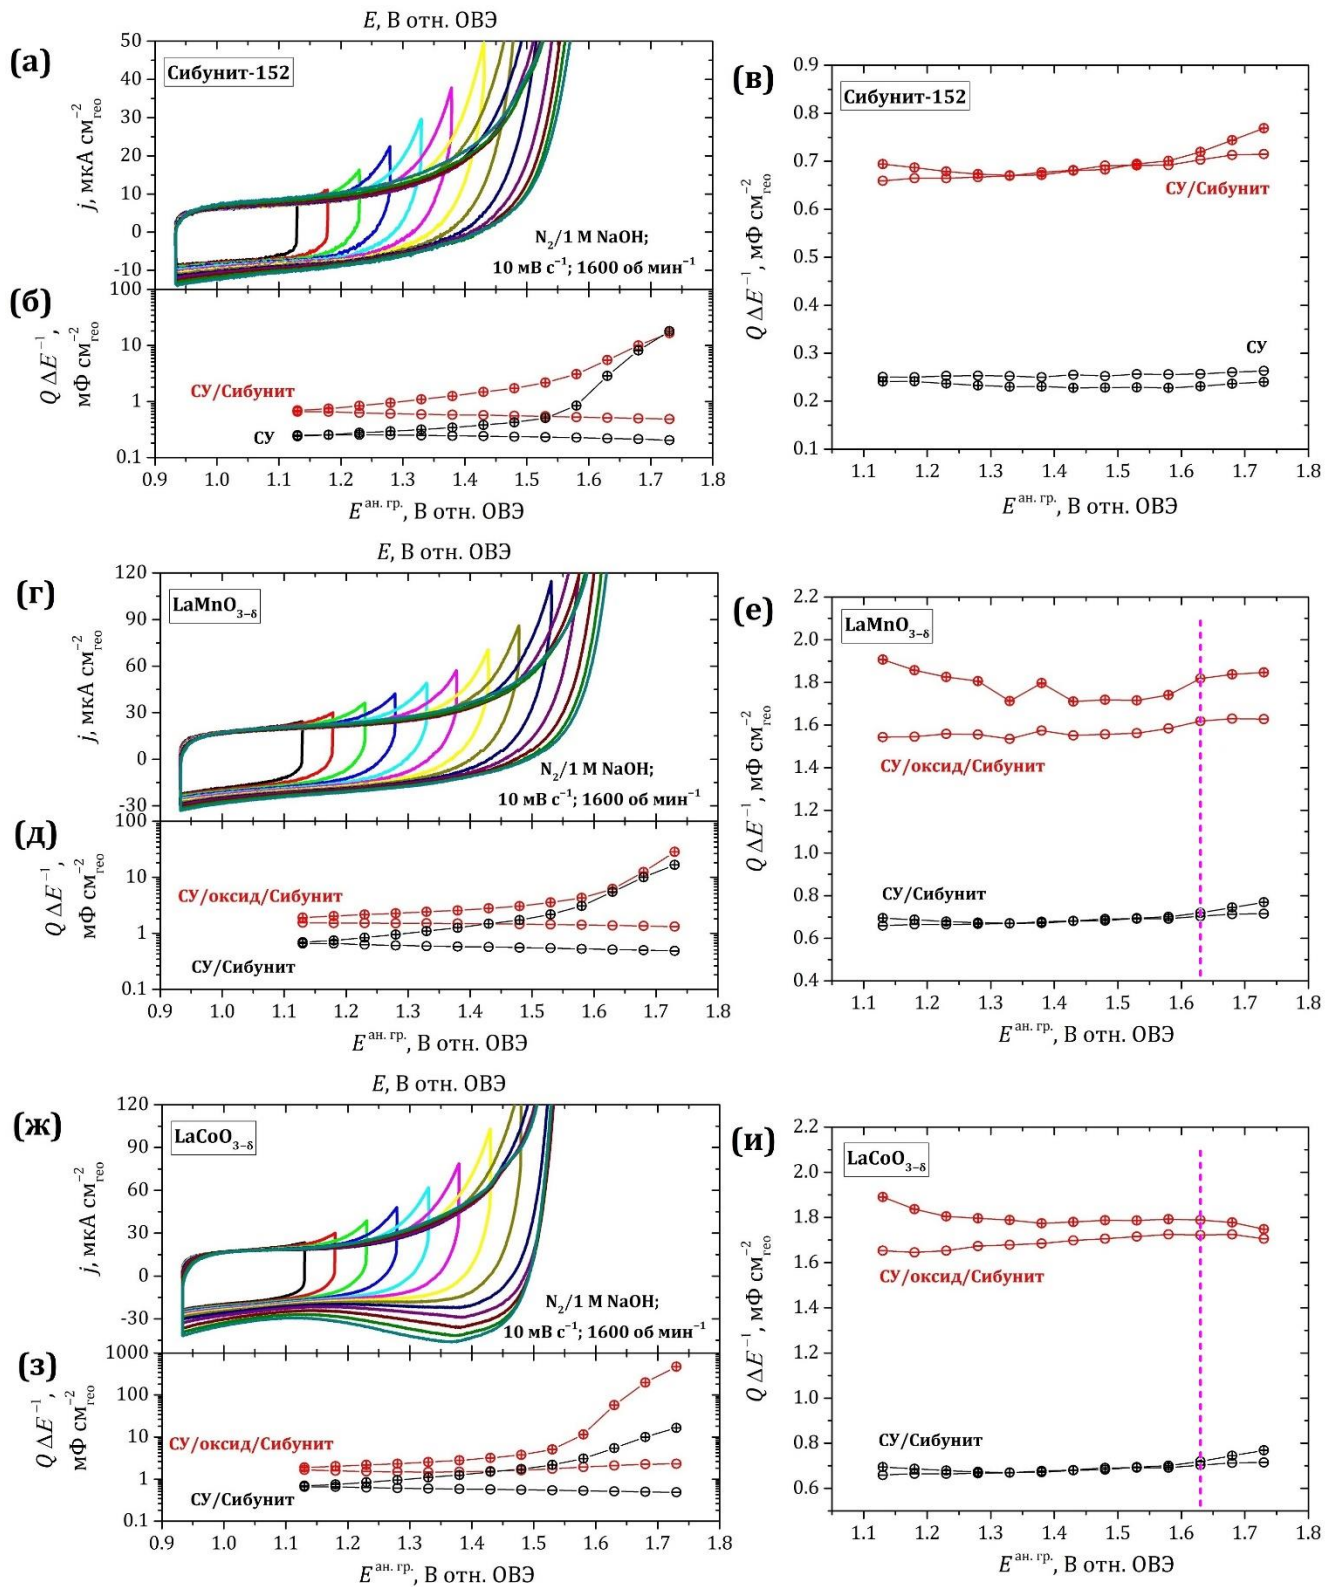 E, В отн. ОВЭ
(а)
Сибунит-152
j, мкА см⁻²гео
50
40
30
20
10
0
-10
N₂/1 М NaOH;
10 мВ с⁻¹; 1600 об мин⁻¹
(б)
Q ΔE⁻¹,
мФ см⁻²гео
100
10
1
0.1
СУ/Сибунит
СУ
0.9 1.0 1.1 1.2 1.3 1.4 1.5 1.6 1.7 1.8
E ан. гр., В отн. ОВЭ
(в)
Сибунит-152
Q ΔE⁻¹, мФ см⁻²гео
0.9
0.8
0.7
0.6
0.5
0.4
0.3
0.2
0.1
СУ/Сибунит
СУ
1.1 1.2 1.3 1.4 1.5 1.6 1.7 1.8
E ан. гр., В отн. ОВЭ
E, В отн. ОВЭ
(г)
LaMnO₃₋δ
j, мкА см⁻²гео
120
90
60
30
0
-30
N₂/1 М NaOH;
10 мВ с⁻¹; 1600 об мин⁻¹
(д)
Q ΔE⁻¹,
мФ см⁻²гео
100
10
1
0.1
СУ/оксид/Сибунит
СУ/Сибунит
0.9 1.0 1.1 1.2 1.3 1.4 1.5 1.6 1.7 1.8
E ан. гр., В отн. ОВЭ
(е)
LaMnO₃₋δ
Q ΔE⁻¹, мФ см⁻²гео
2.2
2.0
1.8
1.6
1.4
1.2
1.0
0.8
0.6
0.4
СУ/оксид/Сибунит
СУ/Сибунит
1.1 1.2 1.3 1.4 1.5 1.6 1.7 1.8
E ан. гр., В отн. ОВЭ
E, В отн. ОВЭ
(ж)
LaCoO₃₋δ
j, мкА см⁻²гео
120
90
60
30
0
-30
N₂/1 М NaOH;
10 мВ с⁻¹; 1600 об мин⁻¹
(з)
Q ΔE⁻¹,
мФ см⁻²гео
1000
100
10
1
0.1
СУ/оксид/Сибунит
СУ/Сибунит
0.9 1.0 1.1 1.2 1.3 1.4 1.5 1.6 1.7 1.8
E ан. гр., В отн. ОВЭ
(и)
LaCoO₃₋δ
Q ΔE⁻¹, мФ см⁻²гео
2.2
2.0
1.8
1.6
1.4
1.2
1.0
0.8
0.6
СУ/оксид/Сибунит
СУ/Сибунит
1.1 1.2 1.3 1.4 1.5 1.6 1.7 1.8
E ан. гр., В отн. ОВЭ